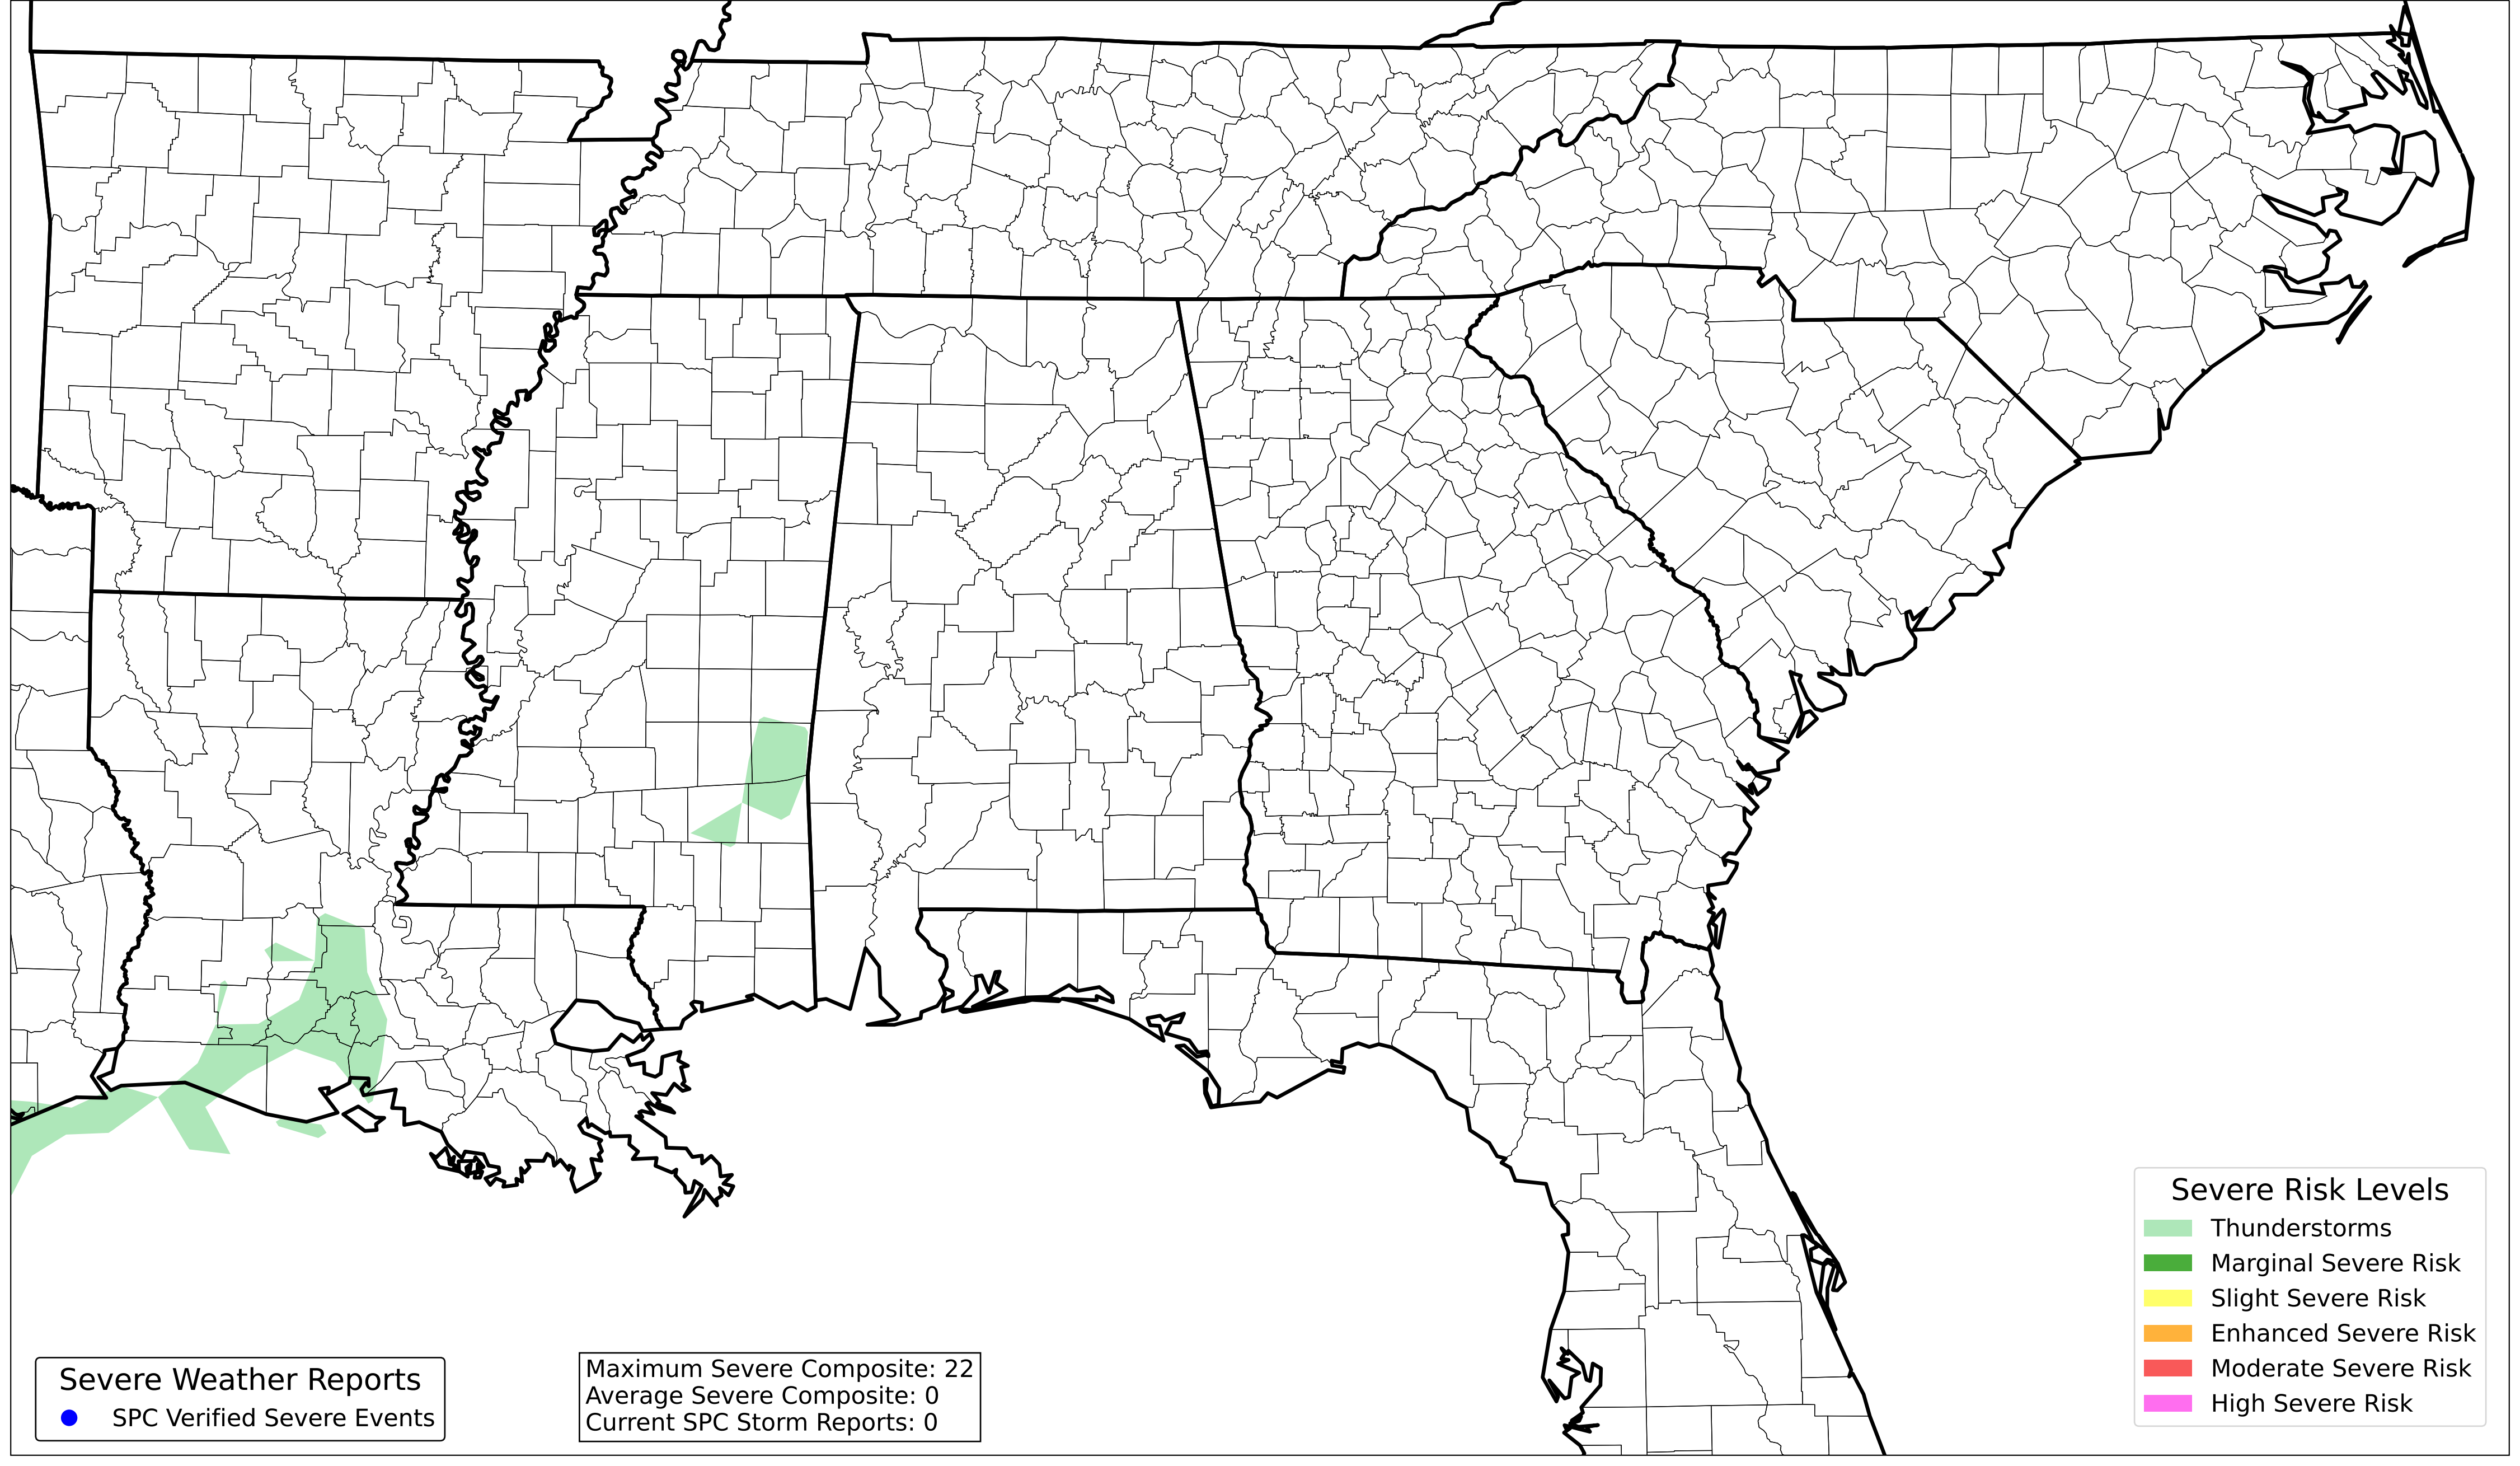 Severe Risk Levels
Thunderstorms
Marginal Severe Risk
Slight Severe Risk
Enhanced Severe Risk
Moderate Severe Risk
High Severe Risk
Severe Weather Reports
SPC Verified Severe Events
Maximum Severe Composite: 22
Average Severe Composite: 0
Current SPC Storm Reports: 0